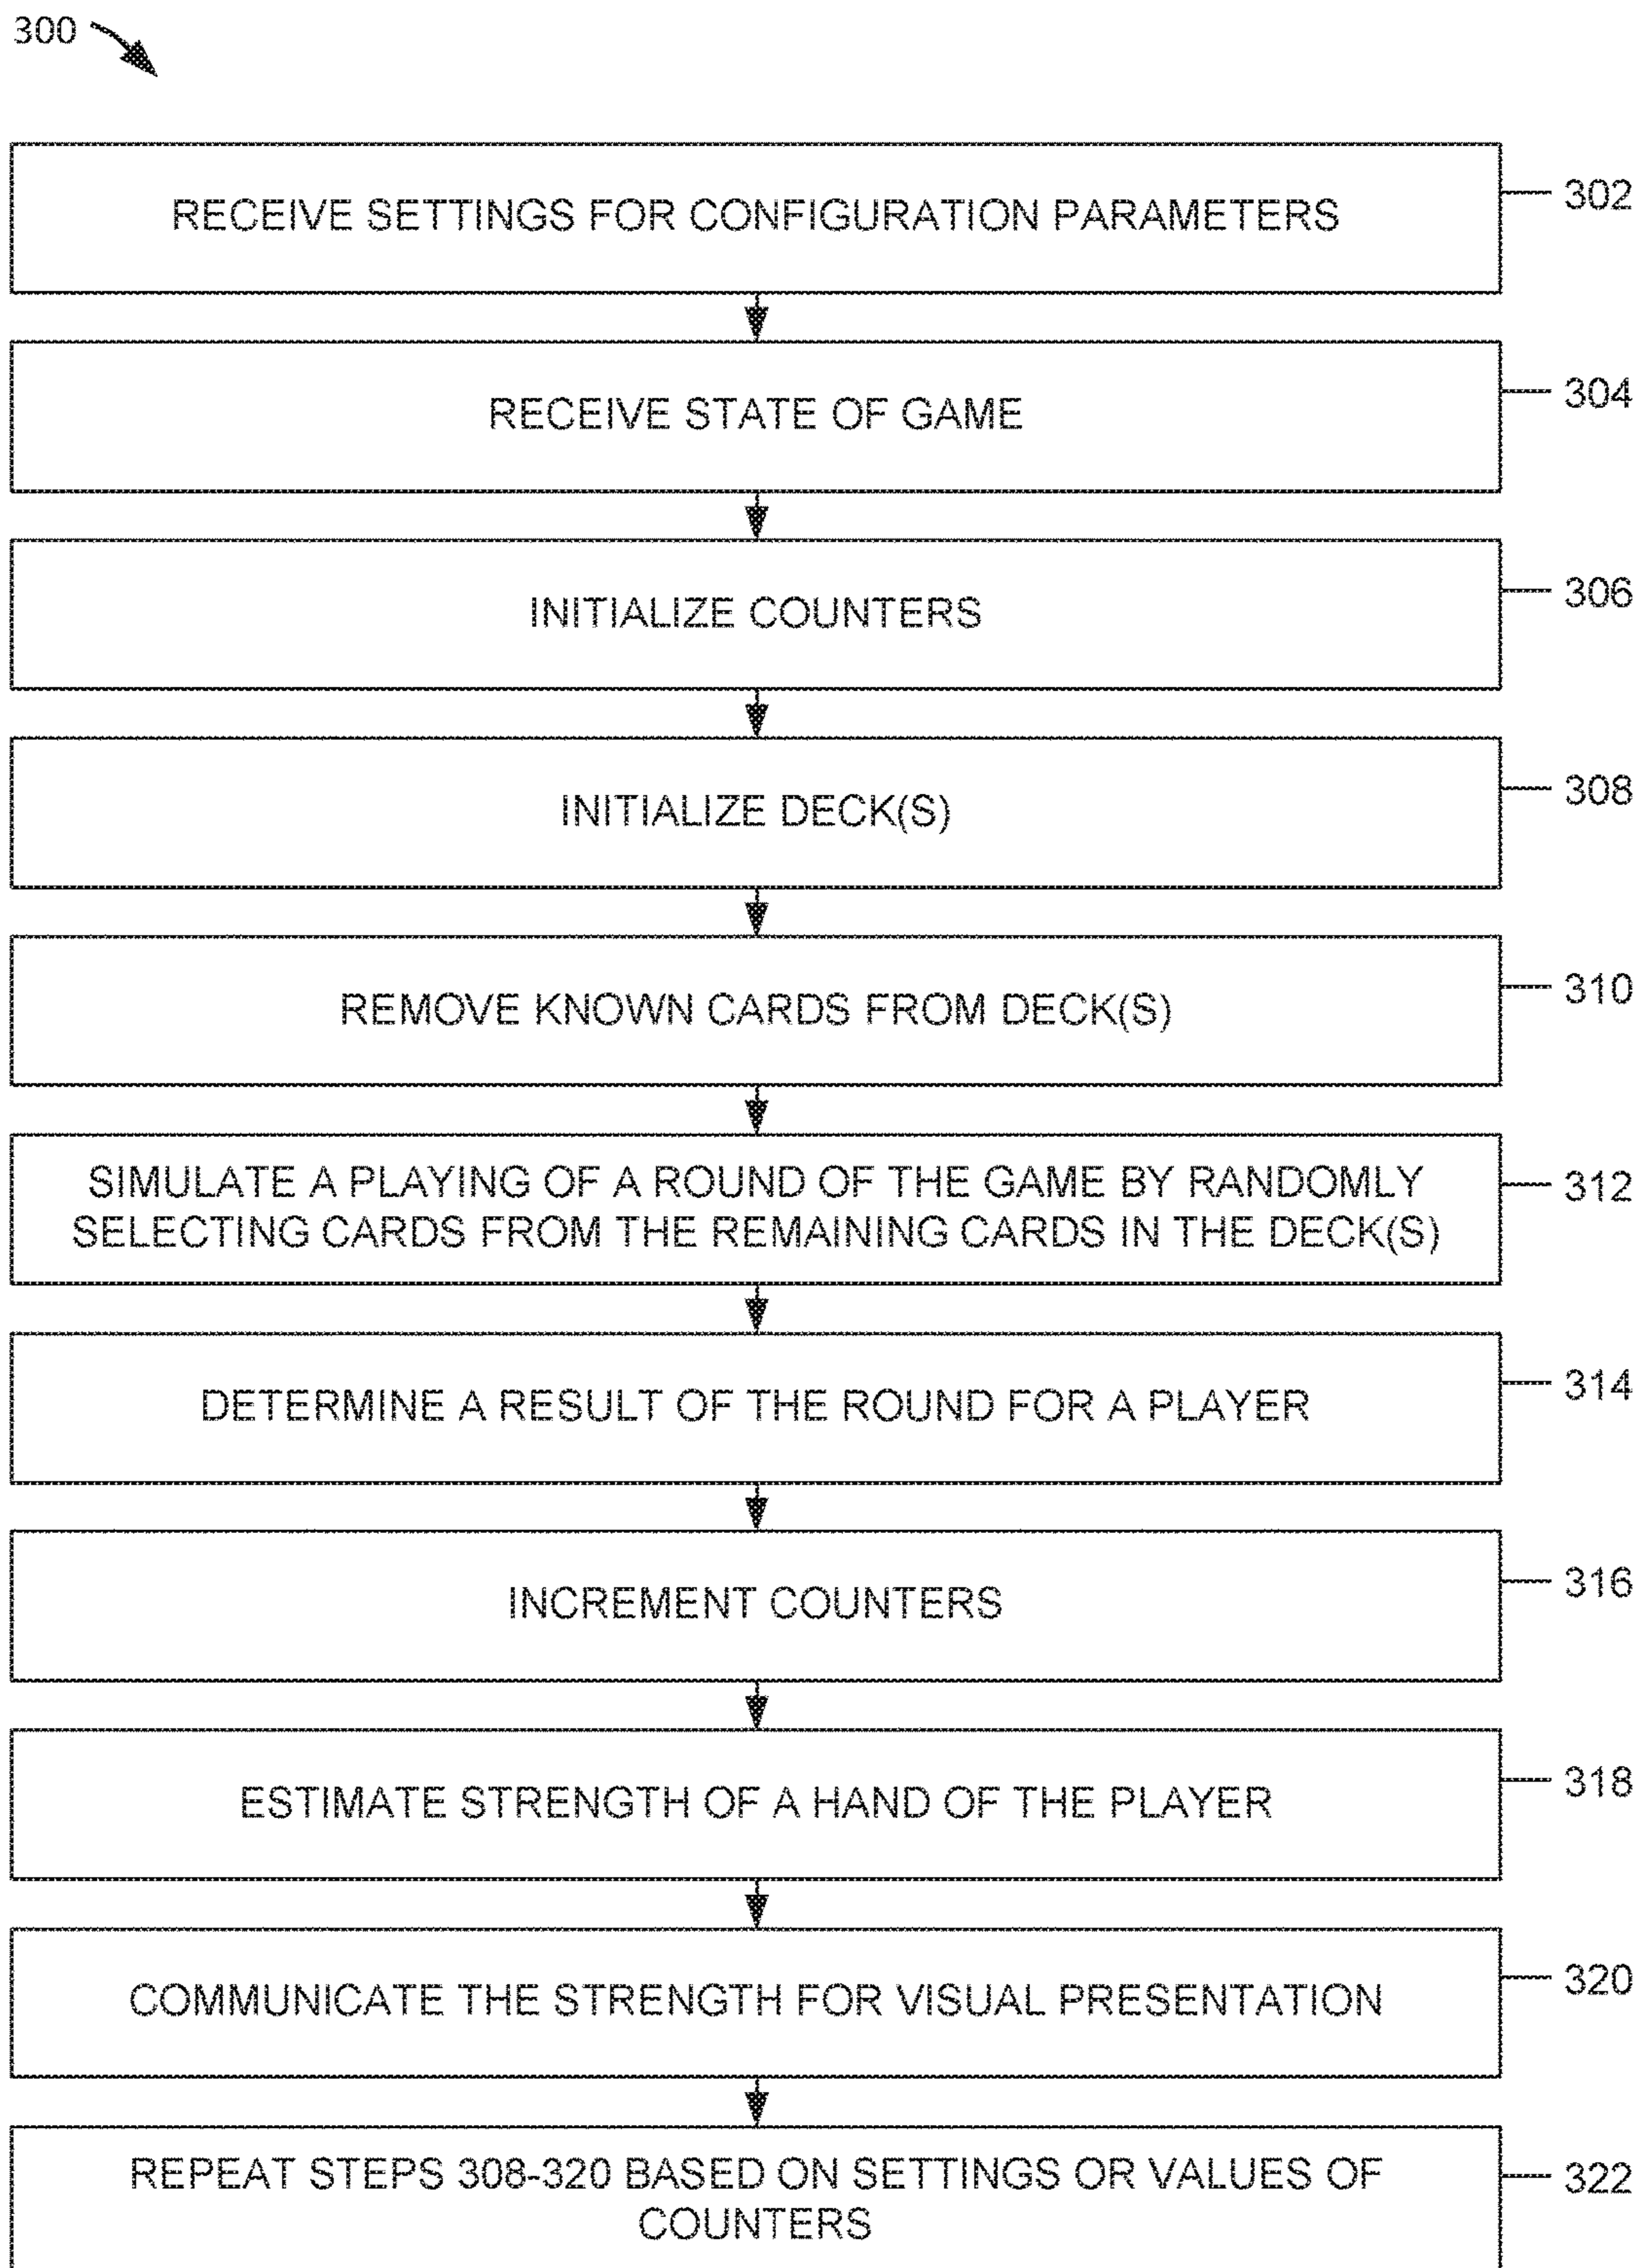 300
RECEIVE SETTINGS FOR CONFIGURATION PARAMETERS
302
RECEIVE STATE OF GAME
304
INITIALIZE COUNTERS
306
INITIALIZE DECK(S)
308
REMOVE KNOWN CARDS FROM DECK(S)
310
SIMULATE A PLAYING OF A ROUND OF THE GAME BY RANDOMLY
SELECTING CARDS FROM THE REMAINING CARDS IN THE DECK(S)
312
DETERMINE A RESULT OF THE ROUND FOR A PLAYER
314
INCREMENT COUNTERS
316
ESTIMATE STRENGTH OF A HAND OF THE PLAYER
318
COMMUNICATE THE STRENGTH FOR VISUAL PRESENTATION
320
REPEAT STEPS 308-320 BASED ON SETTINGS OR VALUES OF
COUNTERS
322